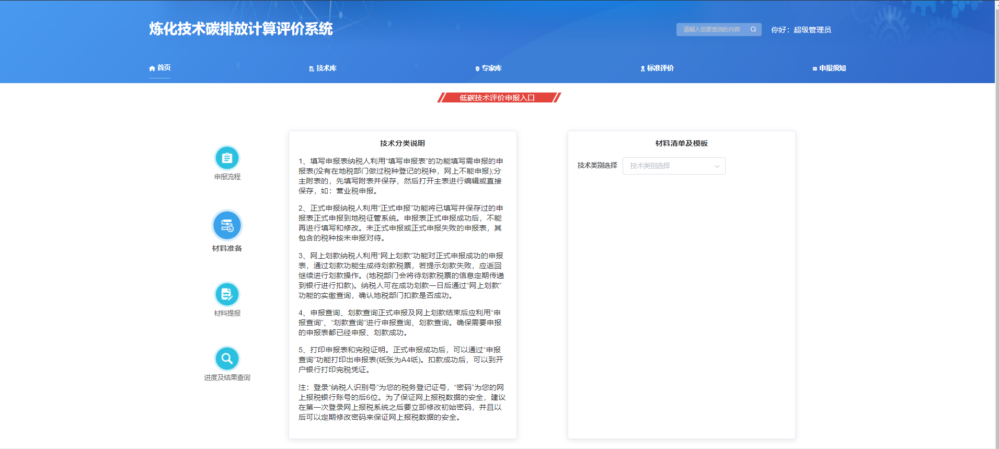 炼化技术碳排放计算评价系统
请输入您要查询的内容
你好：超级管理员
首页
技术库
专家库
标准评价
申报须知
低碳技术评价申报入口
申报流程
材料准备
材料提报
进度及结果查询
技术分类说明
1、填写申报表纳税人利用“填写申报表”的功能填写需申报的申
报表(没有在地税部门做过税种登记的税种，网上不能申报);分
主附表的，先填写附表并保存，然后打开主表进行编辑或直接
保存，如：营业税申报。
2、正式申报纳税人利用“正式申报”功能将已填写并保存过的申
报表正式申报到地税征管系统。申报表正式申报成功后，不能
再进行填写和修改。未正式申报或正式申报失败的申报表，其
包含的税种按未申报对待。
3、网上划款纳税人利用“网上划款”功能对正式申报成功的申报
表，通过划款功能生成待划款税票，若提示划款失败，应返回
继续进行划款操作。(地税部门会将待划款税票的信息定期传递
到银行进行扣款)。纳税人可在成功划款一日后通过“网上划款”
功能的实缴查询，确认地税部门扣款是否成功。
4、申报查询、划款查询正式申报及网上划款结束后应利用“申
报查询”、“划款查询”进行申报查询、划款查询。确保需要申报
的申报表都已经申报、划款成功。
5、打印申报表和完税证明。正式申报成功后，可以通过“申报
查询”功能打印出申报表(纸张为A4纸)。扣款成功后，可以到开
户银行打印完税凭证。
注：登录“纳税人识别号”为您的税务登记证号，“密码”为您的网
上报税银行账号的后6位。为了保证网上报税数据的安全，建议
在第一次登录网上报税系统之后要立即修改初始密码，并且以
后可以定期修改密码来保证网上报税数据的安全。
材料清单及模板
技术类别选择
技术类别选择